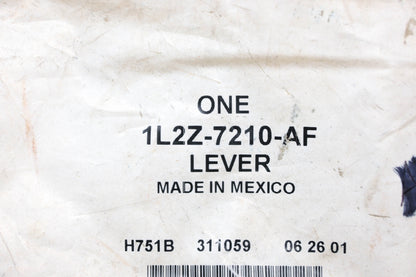 ONE
1L2Z-7210-AF
LEVER
MADE IN MEXICO
H751B 311059 06 26 01